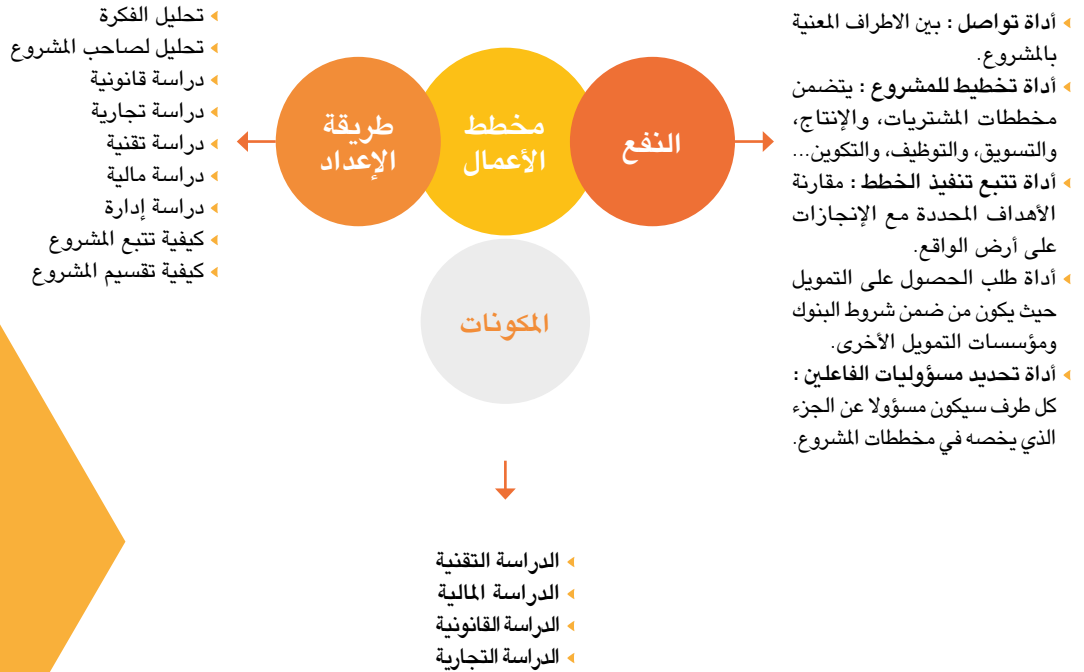 أداة تواصل : بين الاطراف المعنية
بالمشروع.
أداة تخطيط للمشروع : يتضمن
مخططات المشتريات، والإنتاج،
والتسويق، والتوظيف، والتكوين...
أداة تتبع تنفيذ الخطط : مقارنة
الأهداف المحددة مع الإنجازات
على أرض الواقع.
أداة طلب الحصول على التمويل
حيث يكون من ضمن شروط البنوك
ومؤسسات التمويل الأخرى.
أداة تحديد مسؤوليات الفاعلين :
كل طرف سيكون مسؤولا عن الجزء
الذي يخصه في مخططات المشروع.
النفع
مخطط
الأعمال
طريقة
الإعداد
تحليل الفكرة
تحليل لصاحب المشروع
دراسة قانونية
دراسة تجارية
دراسة تقنية
دراسة مالية
دراسة إدارة
كيفية تتبع المشروع
كيفية تقسيم المشروع
المكونات
الدراسة التقنية
الدراسة المالية
الدراسة القانونية
الدراسة التجارية